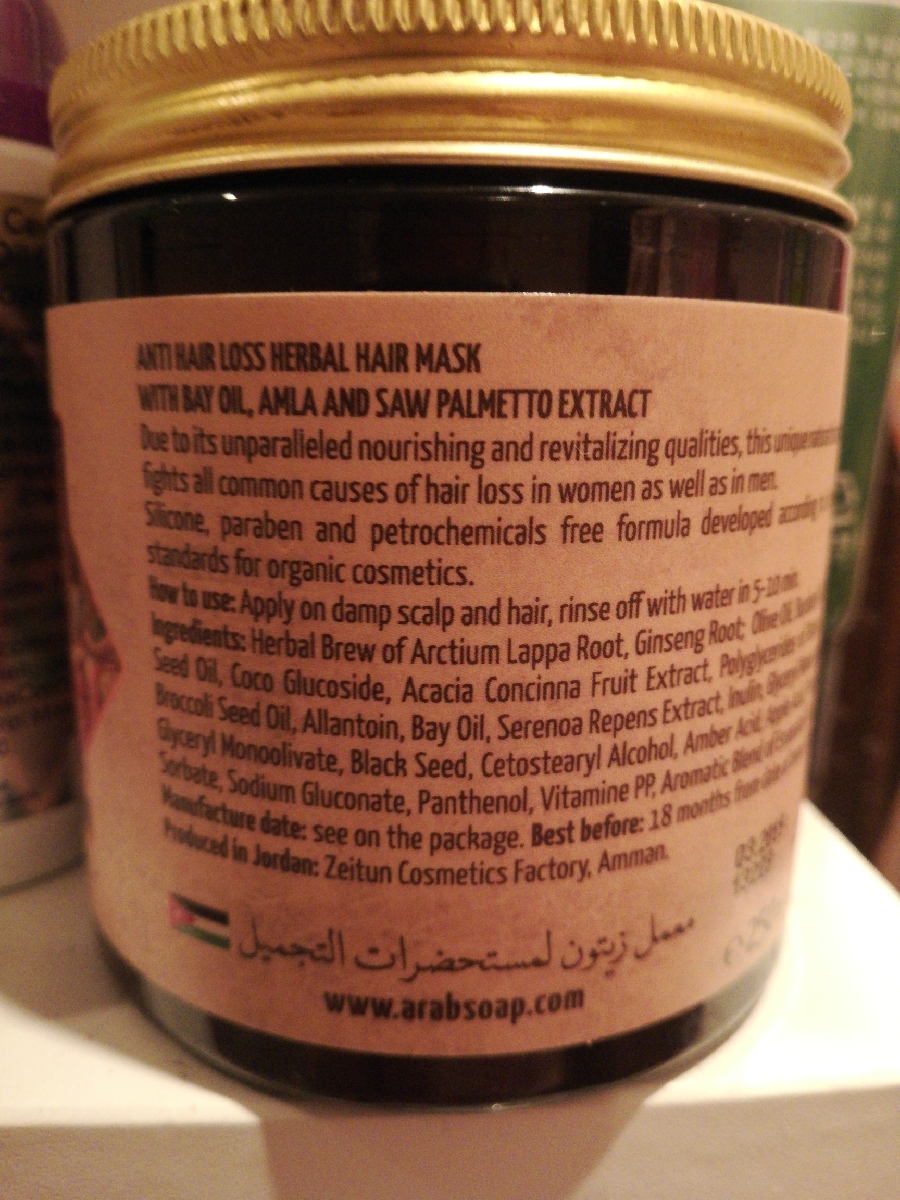 ANTI HAIR LOSS HERBAL HAIR MASK
WITH BAY OIL, AMLA AND SAW PALMETTO EXTRACT
Due to its unparalleled nourishing and revitalizing qualities, this unique
fights all common causes of hair loss in women as well as in men.
Silicone, paraben and petrochemicals free formula developed according
standards for organic cosmetics.
How to use: Apply on damp scalp and hair, rinse off with water in 5-10 min.
Ingredients: Herbal Brew of Arctium Lappa Root, Ginseng Root; Olive Oil,
Seed Oil, Coco Glucoside, Acacia Concinna Fruit Extract,
Broccoli Seed Oil, Allantoin, Bay Oil, Serenoa Repens Extract, Inulin,
Glyceryl Monoolivate, Black Seed, Cetostearyl Alcohol, Amber Acid,
Sorbate, Sodium Gluconate, Panthenol, Vitamine PP, Aromatic Blend of
Manufacture date: see on the package. Best before: 18 months from date
Produced in Jordan: Zeitun Cosmetics Factory, Amman.
معمل زيتون لمستحضرات التجميل
www.arabsoap.com